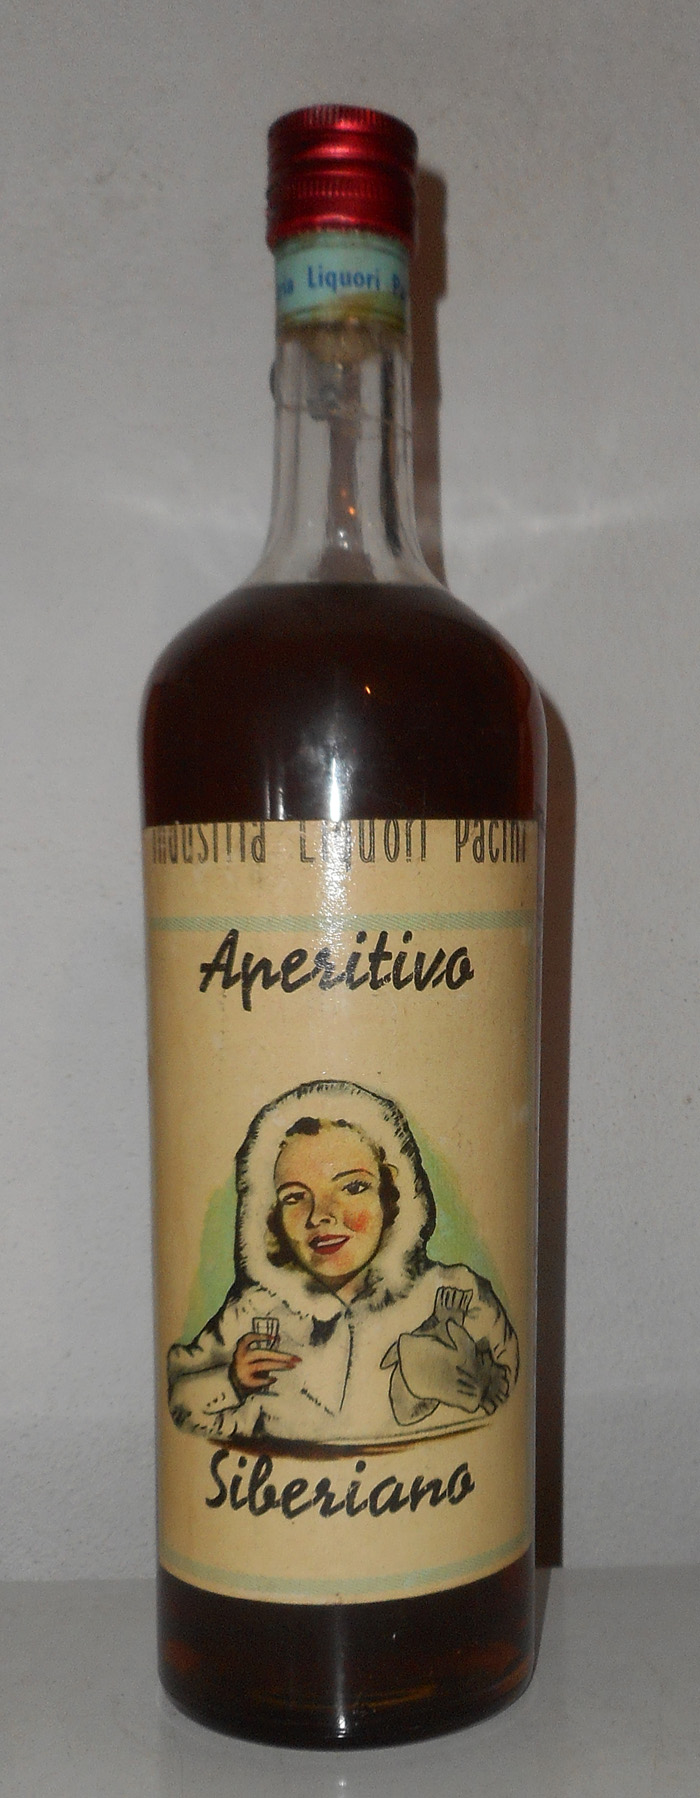 Liquori
Industria Liquori Pacini
Aperitivo
Siberiano